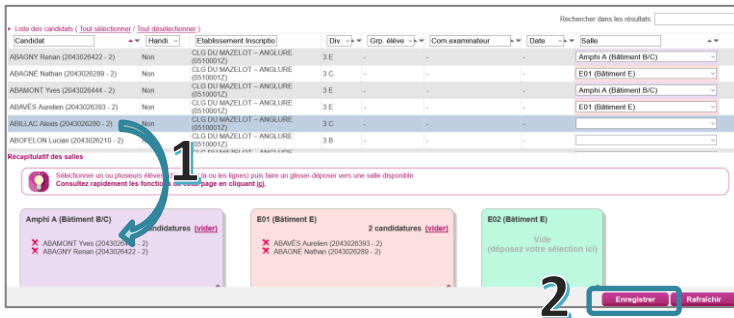 Rechercher dans les résultats
Liste des candidats ( Tout sélectionner / Tout désélectionner )
Candidat Handi. Etablissement Inscriptio Div. Grp. élève Com.examinateur Date Salle
ABAGNY Renan (2043026422 - 2) Non CLG DU MAZELOT – ANGLURE (0510001Z) 3 E - - - Amphi A (Bâtiment B/C)
ABAGNÉ Nathan (2043026289 - 2) Non CLG DU MAZELOT – ANGLURE (0510001Z) 3 C - - - E01 (Bâtiment E)
ABAMONT Yves (2043026444 - 2) Non CLG DU MAZELOT – ANGLURE (0510001Z) 3 C - - - Amphi A (Bâtiment B/C)
ABAVÉS Aurelien (2043026393 - 2) Non CLG DU MAZELOT – ANGLURE (0510001Z) 3 E - - - E01 (Bâtiment E)
ABILLAC Alexis (2043026280 - 2) Non CLG DU MAZELOT – ANGLURE (0510001Z) 3 C - - -
ABOFELON Lucian (2043026210 - 2) CLG DU MAZELOT – ANGLURE (0510001Z) 3 B - - -
Récapitulatif des salles
1
Sélectionner un ou plusieurs élèves la ou les lignes) puis faire un glisser-déposer vers une salle disponible.
Consultez rapidement les fonctions de cette page en cliquant ici.
Amphi A (Bâtiment B/C)
candidatures (vider)
ABAMONT Yves - 2)
ABAGNY Renan - 2)
E01 (Bâtiment E)
2 candidatures (vider)
ABAVÉS Aurelien (2043026393 - 2)
ABAGNÉ Nathan (2043026289 - 2)
E02 (Bâtiment E)
Vide
(déposez votre sélection ici)
2
Enregistrer Rafraîchir